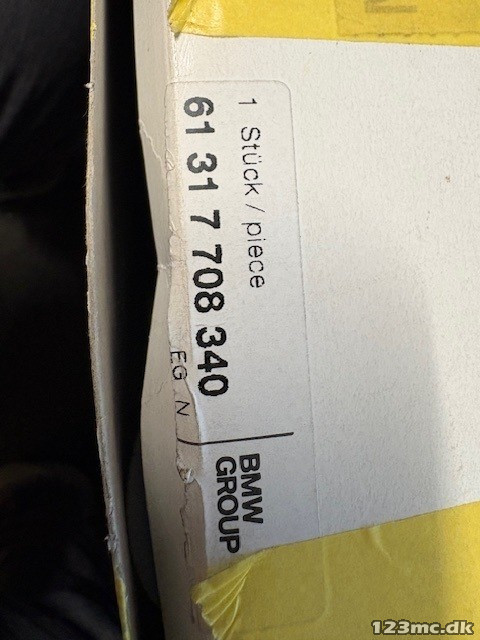 1 Stück / piece
61 31 7 708 340
EG N
BMW
GROUP
123mc.dk